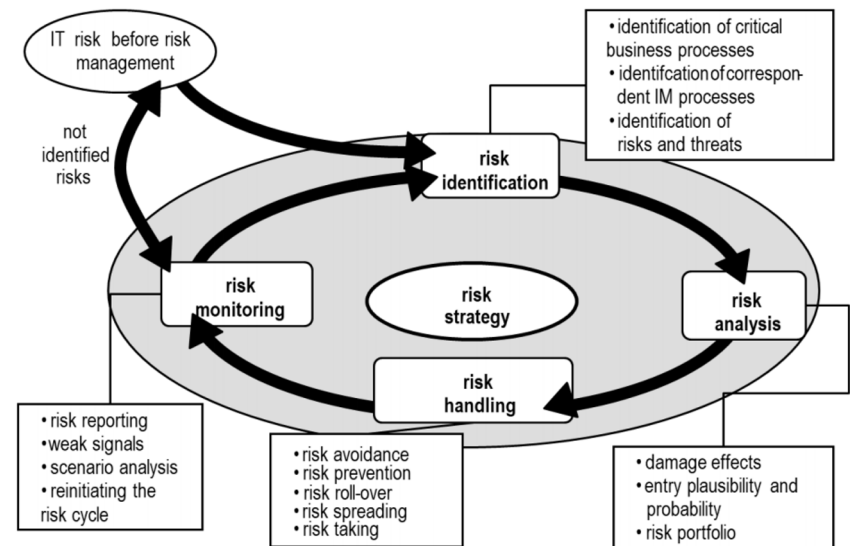 IT risk before risk
management
not
identified
risks
• identification of critical
business processes
• identifcation of correspon-
dent IM processes
• identification of
risks and threats
risk
identification
risk
monitoring
risk
strategy
risk
analysis
risk
handling
• risk reporting
• weak signals
• scenario analysis
• reinitiating the
risk cycle
• risk avoidance
• risk prevention
• risk roll-over
• risk spreading
• risk taking
• damage effects
• entry plausibility and
probability
• risk portfolio